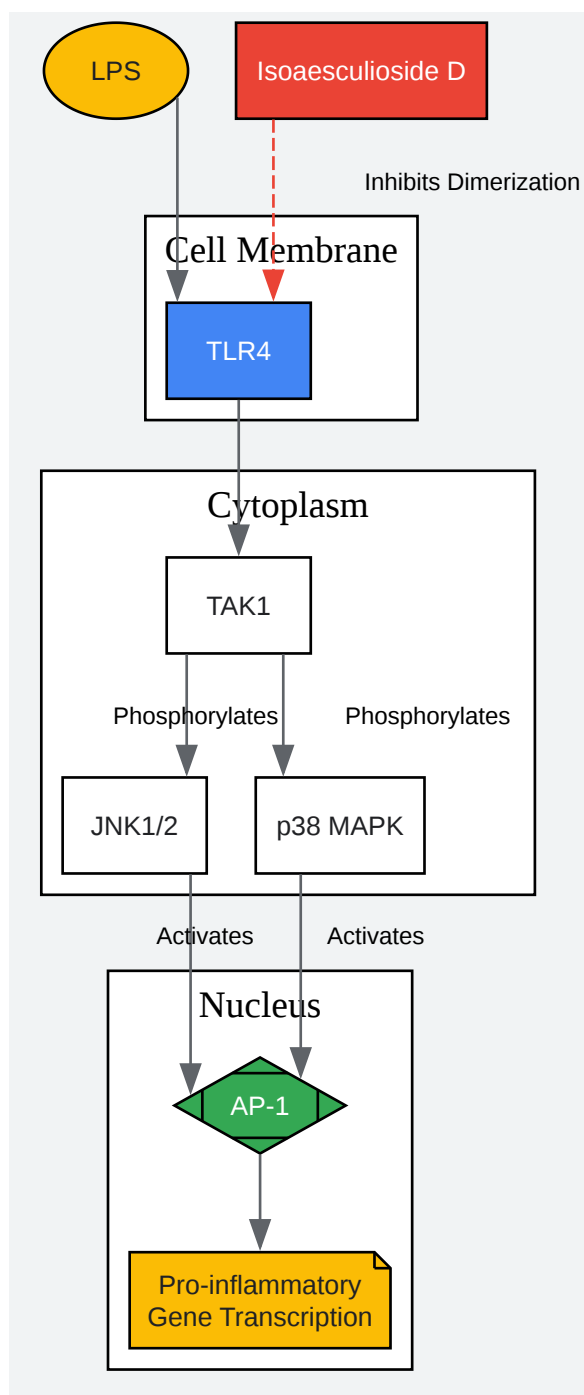 LPS
Isoaesculioside D
Inhibits Dimerization
Cell Membrane
TLR4
Cytoplasm
TAK1
Phosphorylates
Phosphorylates
JNK1/2
p38 MAPK
Activates
Activates
Nucleus
AP-1
Pro-inflammatory
Gene Transcription